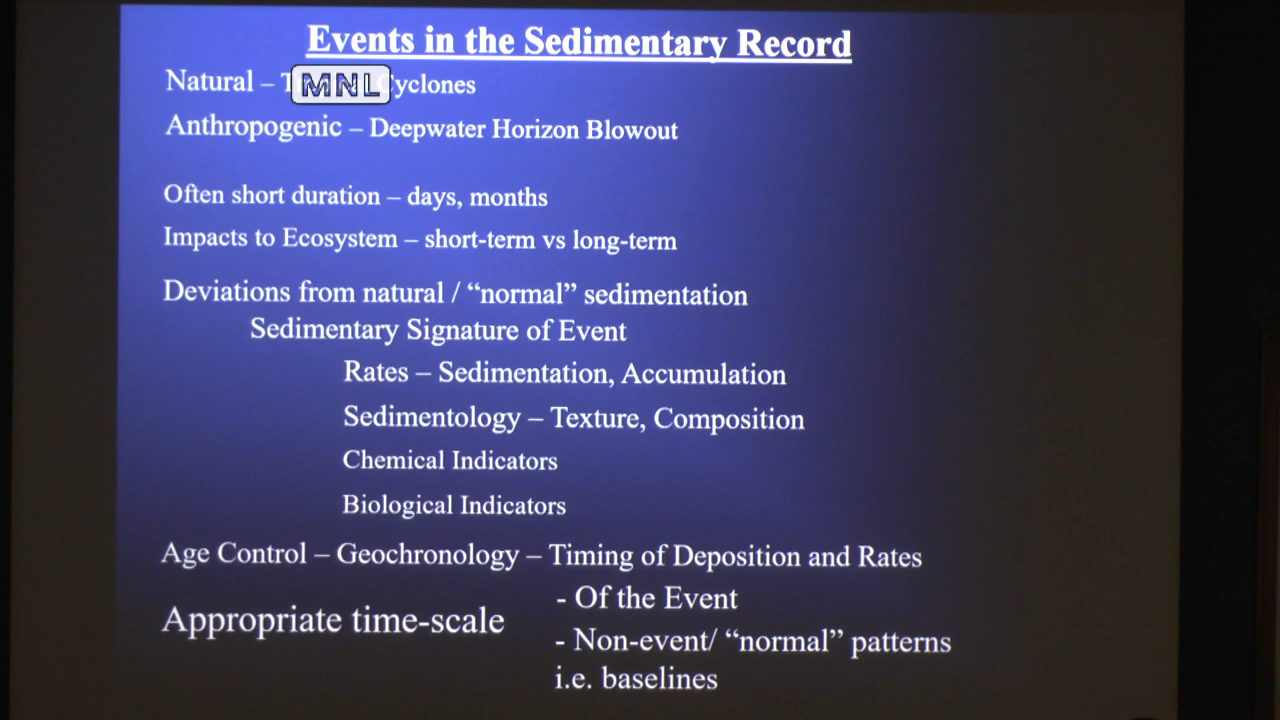 Events in the Sedimentary Record
Natural – MNL yclones
Anthropogenic – Deepwater Horizon Blowout
Often short duration – days, months
Impacts to Ecosystem – short-term vs long-term
Deviations from natural / “normal” sedimentation
Sedimentary Signature of Event
Rates – Sedimentation, Accumulation
Sedimentology – Texture, Composition
Chemical Indicators
Biological Indicators
Age Control – Geochronology – Timing of Deposition and Rates
Appropriate time-scale
- Of the Event
- Non-event/ “normal” patterns
i.e. baselines